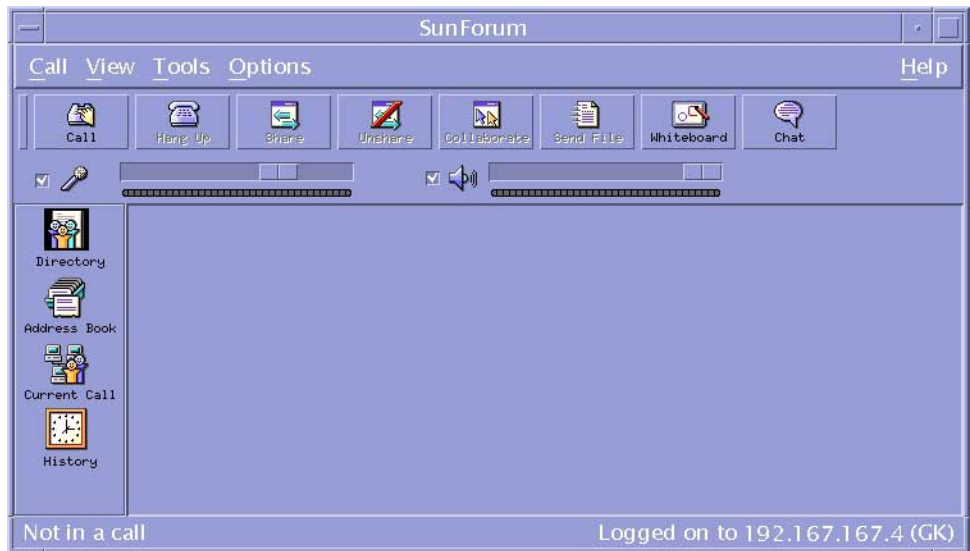 SunForum
Call View Tools Options Help
Call Hang Up Share Unshare Collaborate Send File Whiteboard Chat
Directory
Address Book
Current Call
History
Not in a call Logged on to 192.167.167.4 (GK)